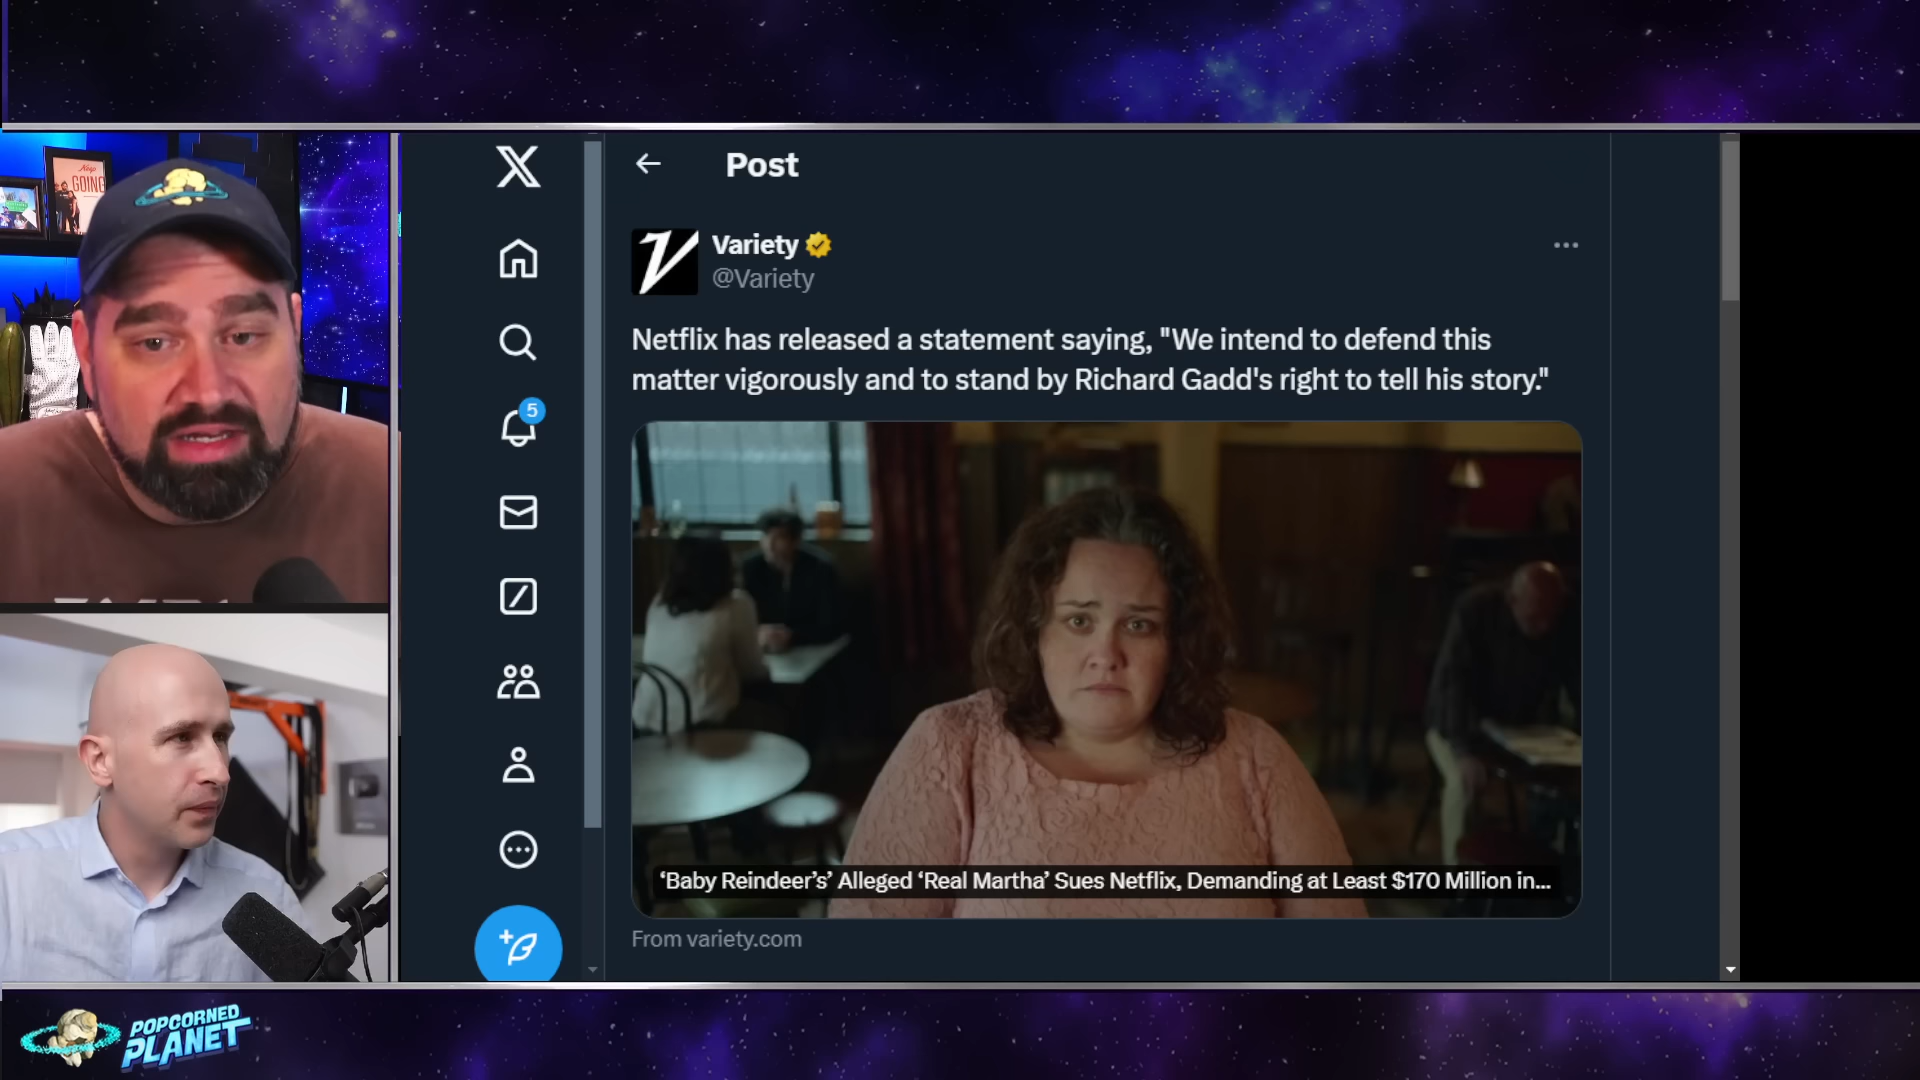 GOING
Post
Variety
@Variety
5
Netflix has released a statement saying, "We intend to defend this
matter vigorously and to stand by Richard Gadd's right to tell his story."
‘Baby Reindeer’s’ Alleged ‘Real Martha’ Sues Netflix, Demanding at Least $170 Million in...
From variety.com
POPCORNED
PLANET